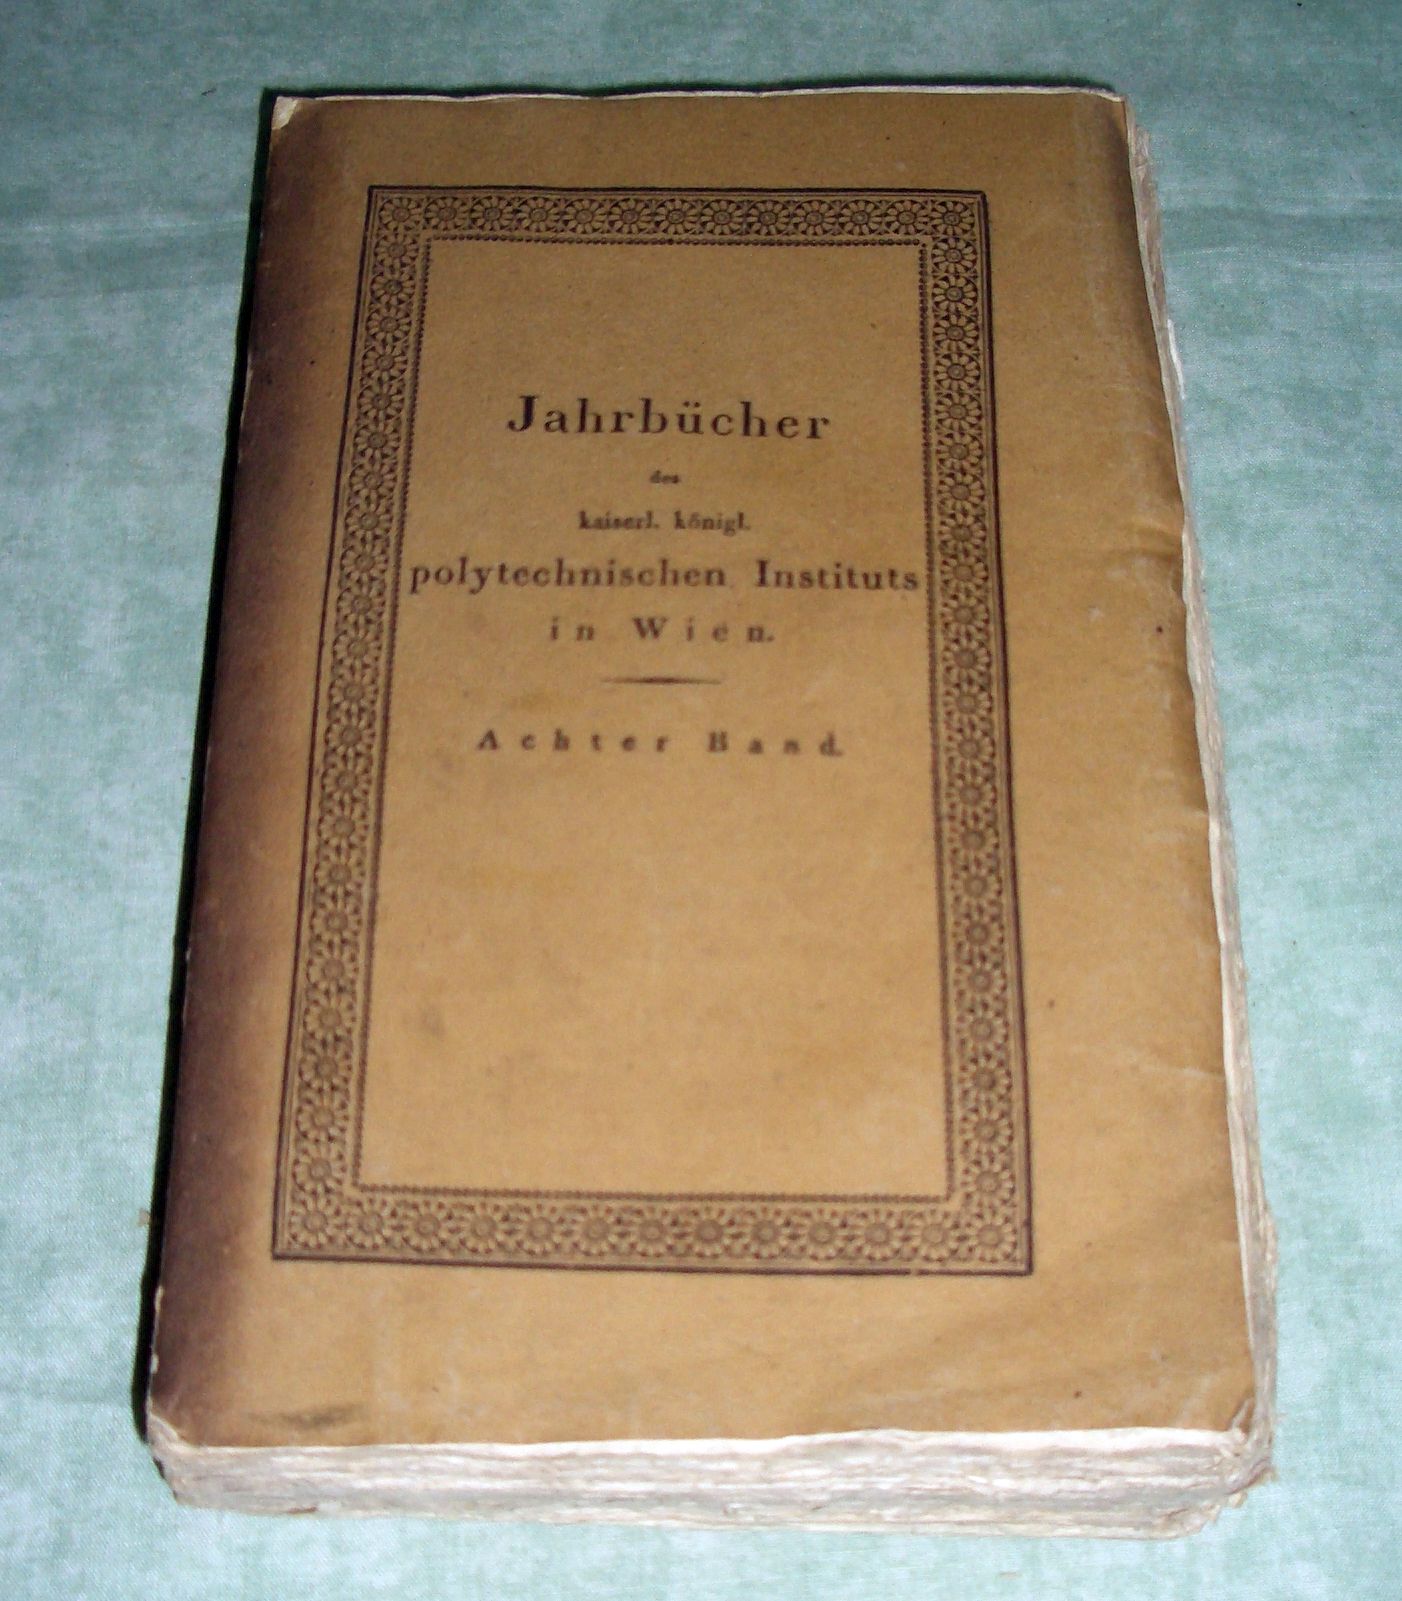 Jahrbücher
des
kaiserl. königl.
polytechnischen Instituts
in Wien.
Achter Band.